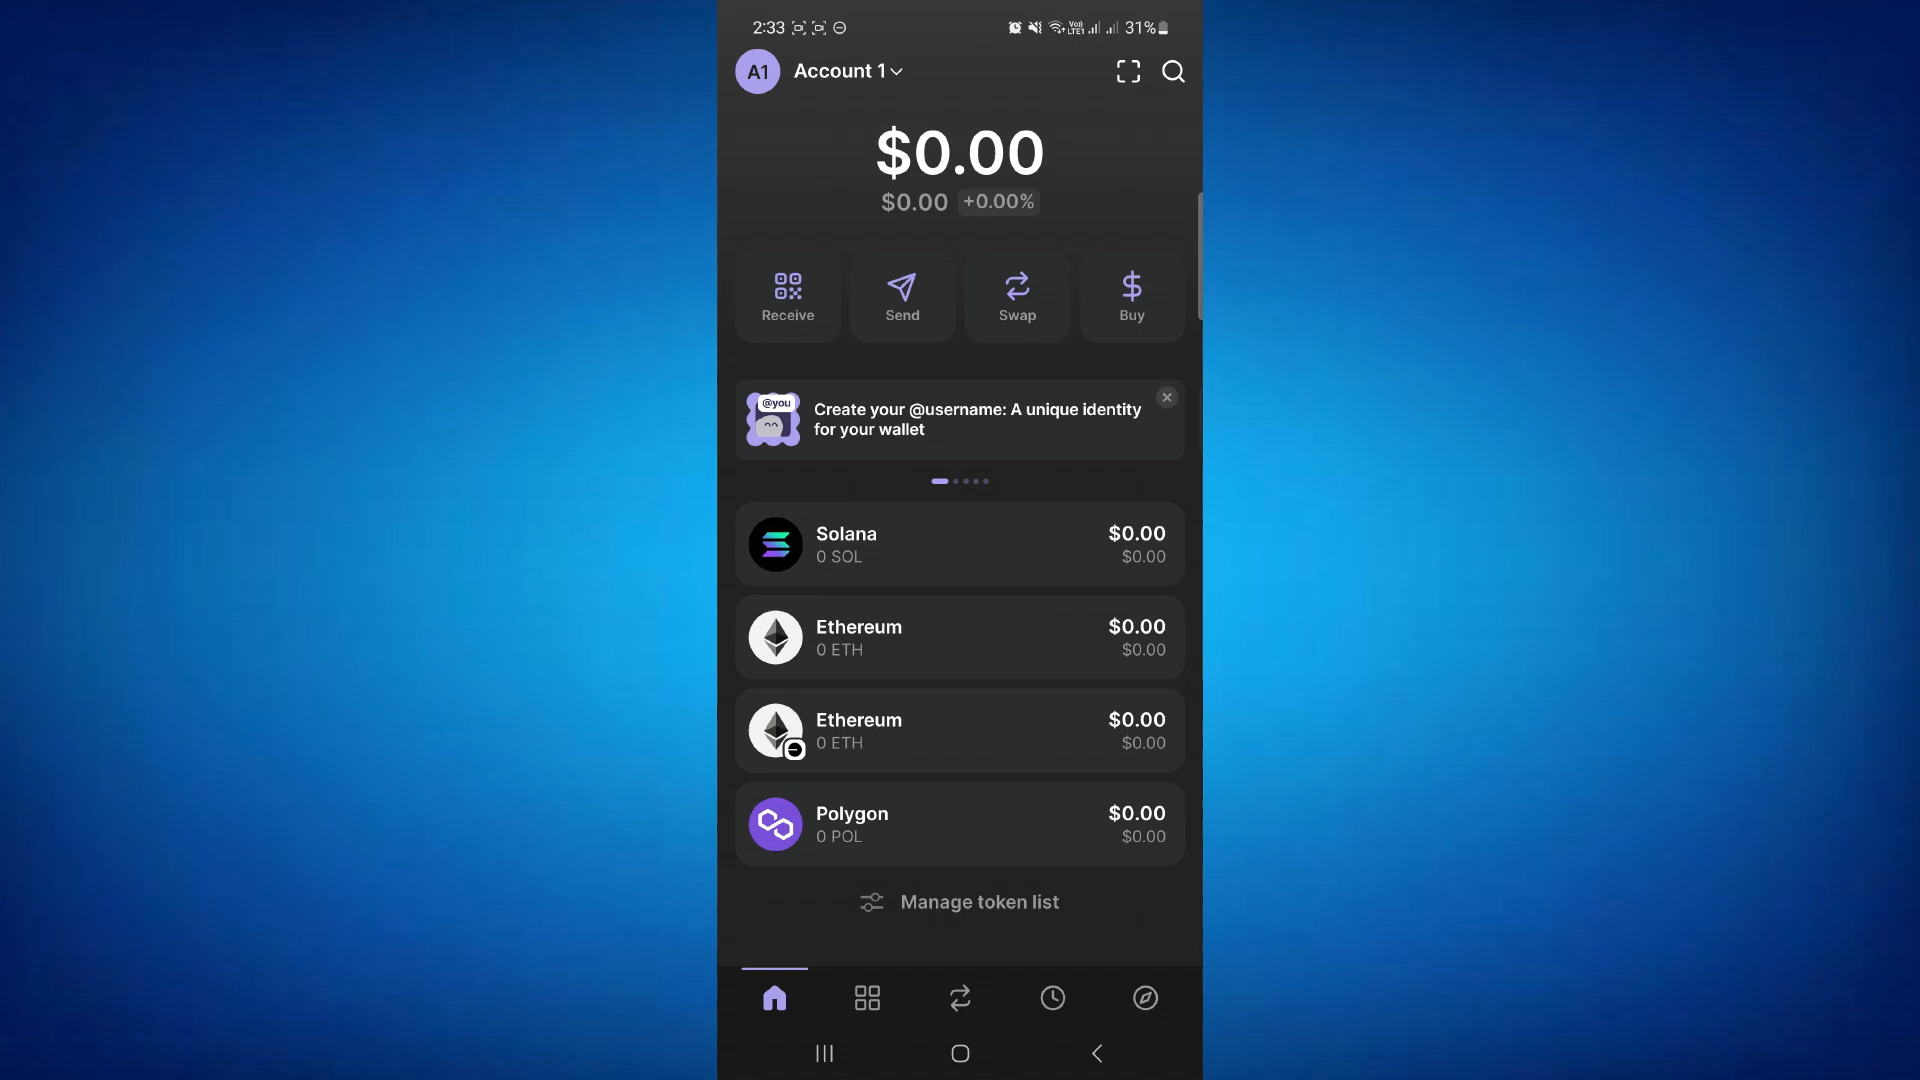 2:33
31%
A1 Account 1
$0.00
$0.00 +0.00%
Receive Send Swap Buy
@you
Create your @username: A unique identity
for your wallet
Solana $0.00
0 SOL $0.00
Ethereum $0.00
0 ETH $0.00
Ethereum $0.00
0 ETH $0.00
Polygon $0.00
0 POL $0.00
Manage token list